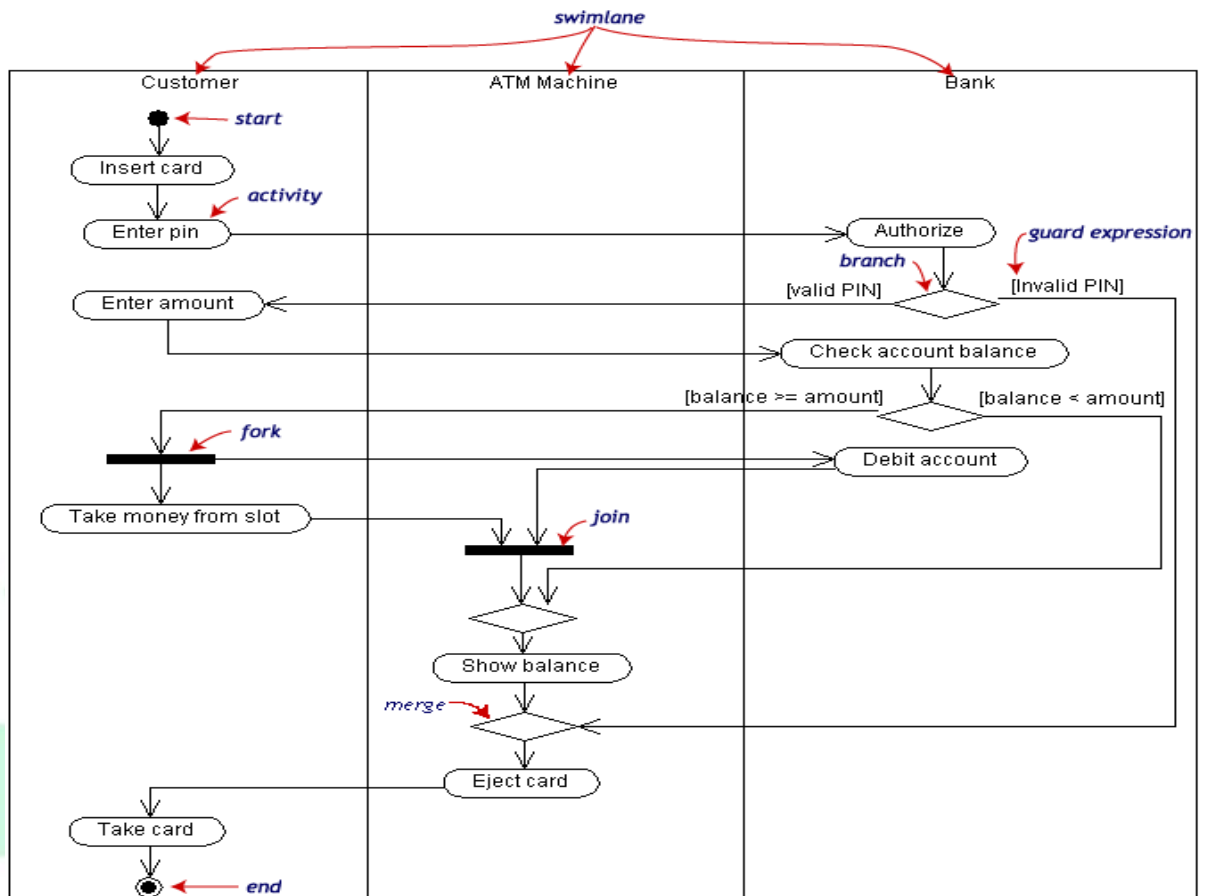 swimlane
Customer
ATM Machine
Bank
start
Insert card
activity
Enter pin
Authorize
guard expression
branch
Enter amount
[valid PIN]
[Invalid PIN]
Check account balance
[balance >= amount]
[balance < amount]
fork
Debit account
Take money from slot
join
Show balance
merge
Eject card
Take card
end